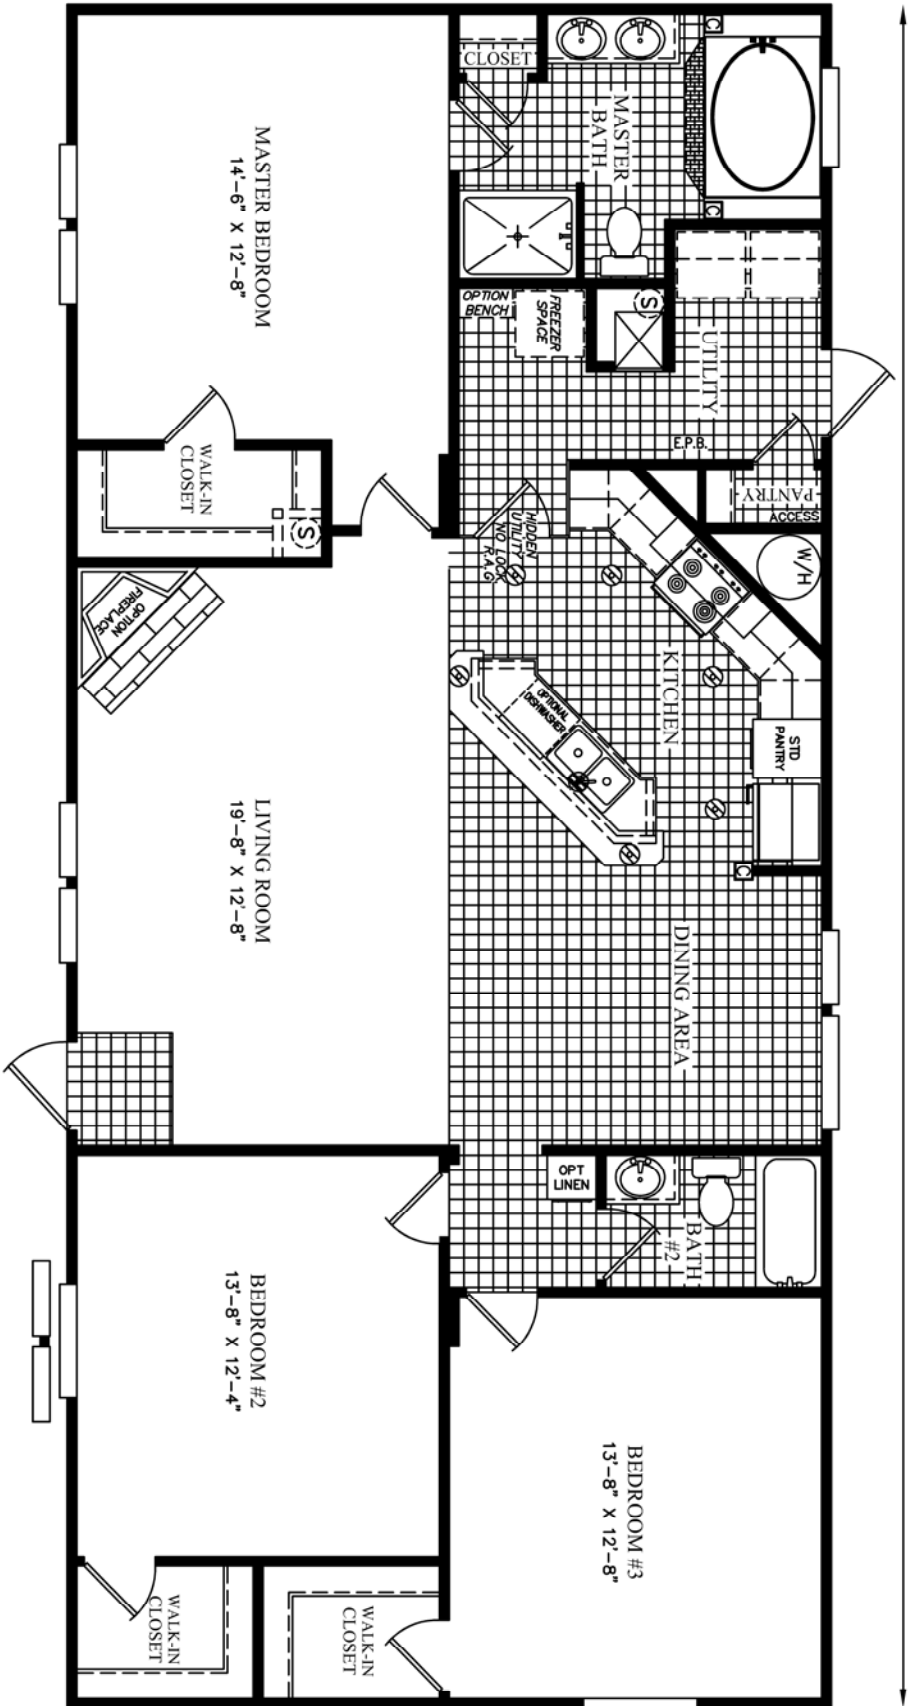 CLOSET
MASTER
BATH
C
C
MASTER BEDROOM
14'-6" X 12'-8"
OPTION
BENCH
FREEZER
SPACE
S
UTILITY
E.P.B.
WALK-IN
CLOSET
S
PANTRY
ACCESS
HIDDEN
UTILITY
NO LOCK
R.A.G
W/H
OPTION
FIREPLACE
KITCHEN
OPTIONAL
DISHWASHER
STD
PANTRY
C
LIVING ROOM
19'-8" X 12'-8"
DINING AREA
OPT
LINEN
BATH
#2
BEDROOM #2
13'-8" X 12'-4"
BEDROOM #3
13'-8" X 12'-8"
WALK-IN
CLOSET
WALK-IN
CLOSET